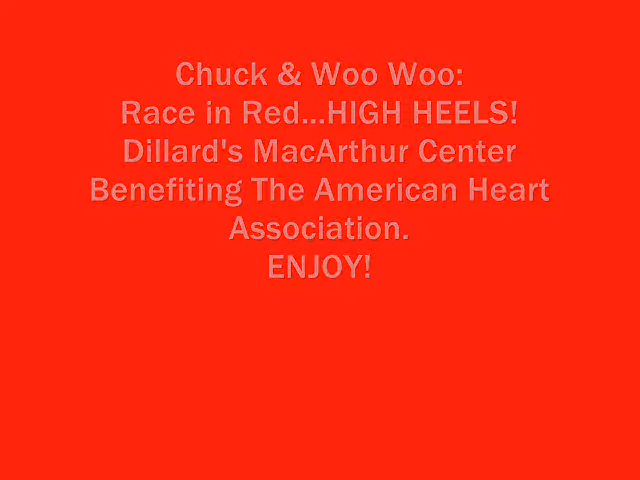 Chuck & Woo Woo:
Race in Red...HIGH HEELS!
Dillard's MacArthur Center
Benefiting The American Heart
Association.
ENJOY!